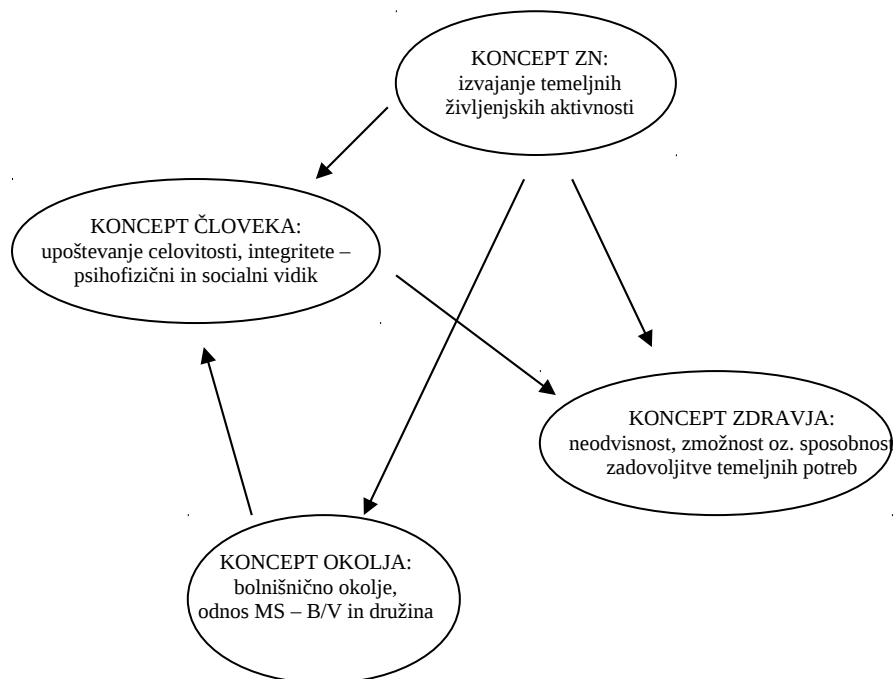 KONCEPT ZN:
izvajanje temeljnih
življenjskih aktivnosti
KONCEPT ČLOVEKA:
upoštevanje celovitosti, integritete –
psihofizični in socialni vidik
KONCEPT ZDRAVJA:
neodvisnost, zmožnost oz. sposobnost
zadovoljitve temeljnih potreb
KONCEPT OKOLJA:
bolnišnično okolje,
odnos MS – B/V in družina